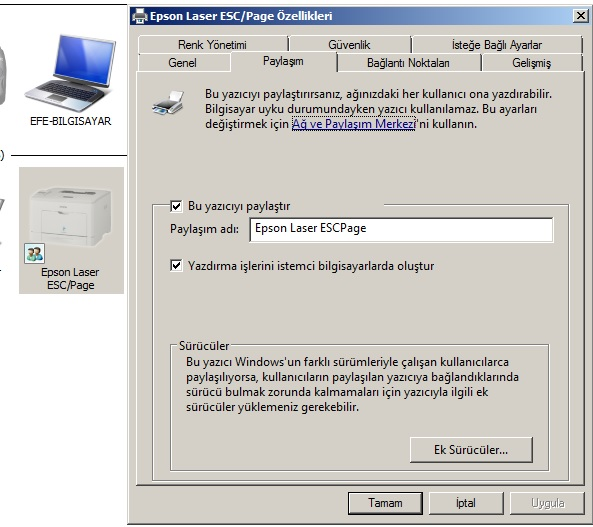 Epson Laser ESC/Page Özellikleri
Renk Yönetimi
Güvenlik
İsteğe Bağlı Ayarlar
Genel
Paylaşım
Bağlantı Noktaları
Gelişmiş
EFE-BILGISAYAR
Bu yazıcıyı paylaştırırsanız, ağınızdaki her kullanıcı ona yazdırabilir.
Bilgisayar uyku durumundayken yazıcı kullanılamaz. Bu ayarları
değiştirmek için Ağ ve Paylaşım Merkezi'ni kullanın.
)
Bu yazıcıyı paylaştır
Paylaşım adı:
Epson Laser ESCPage
Yazdırma işlerini istemci bilgisayarlarda oluştur
Epson Laser
ESC/Page
Sürücüler
Bu yazıcı Windows'un farklı sürümleriyle çalışan kullanıcılarca
paylaşılıyorsa, kullanıcıların paylaşılan yazıcıya bağlandıklarında
sürücü bulmak zorunda kalmamaları için yazıcıyla ilgili ek
sürücüler yüklemeniz gerekebilir.
Ek Sürücüler...
Tamam
İptal
Uygula